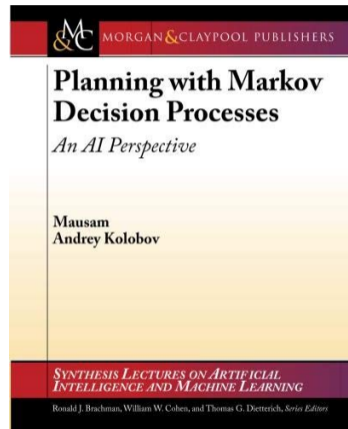 M&C MORGAN & CLAYPOOL PUBLISHERS
Planning with Markov
Decision Processes
An AI Perspective
Mausam
Andrey Kolobov
SYNTHESIS LECTURES ON ARTIFICIAL
INTELLIGENCE AND MACHINE LEARNING
Ronald J. Brachman, William W. Cohen, and Thomas G. Dietterich, Series Editors